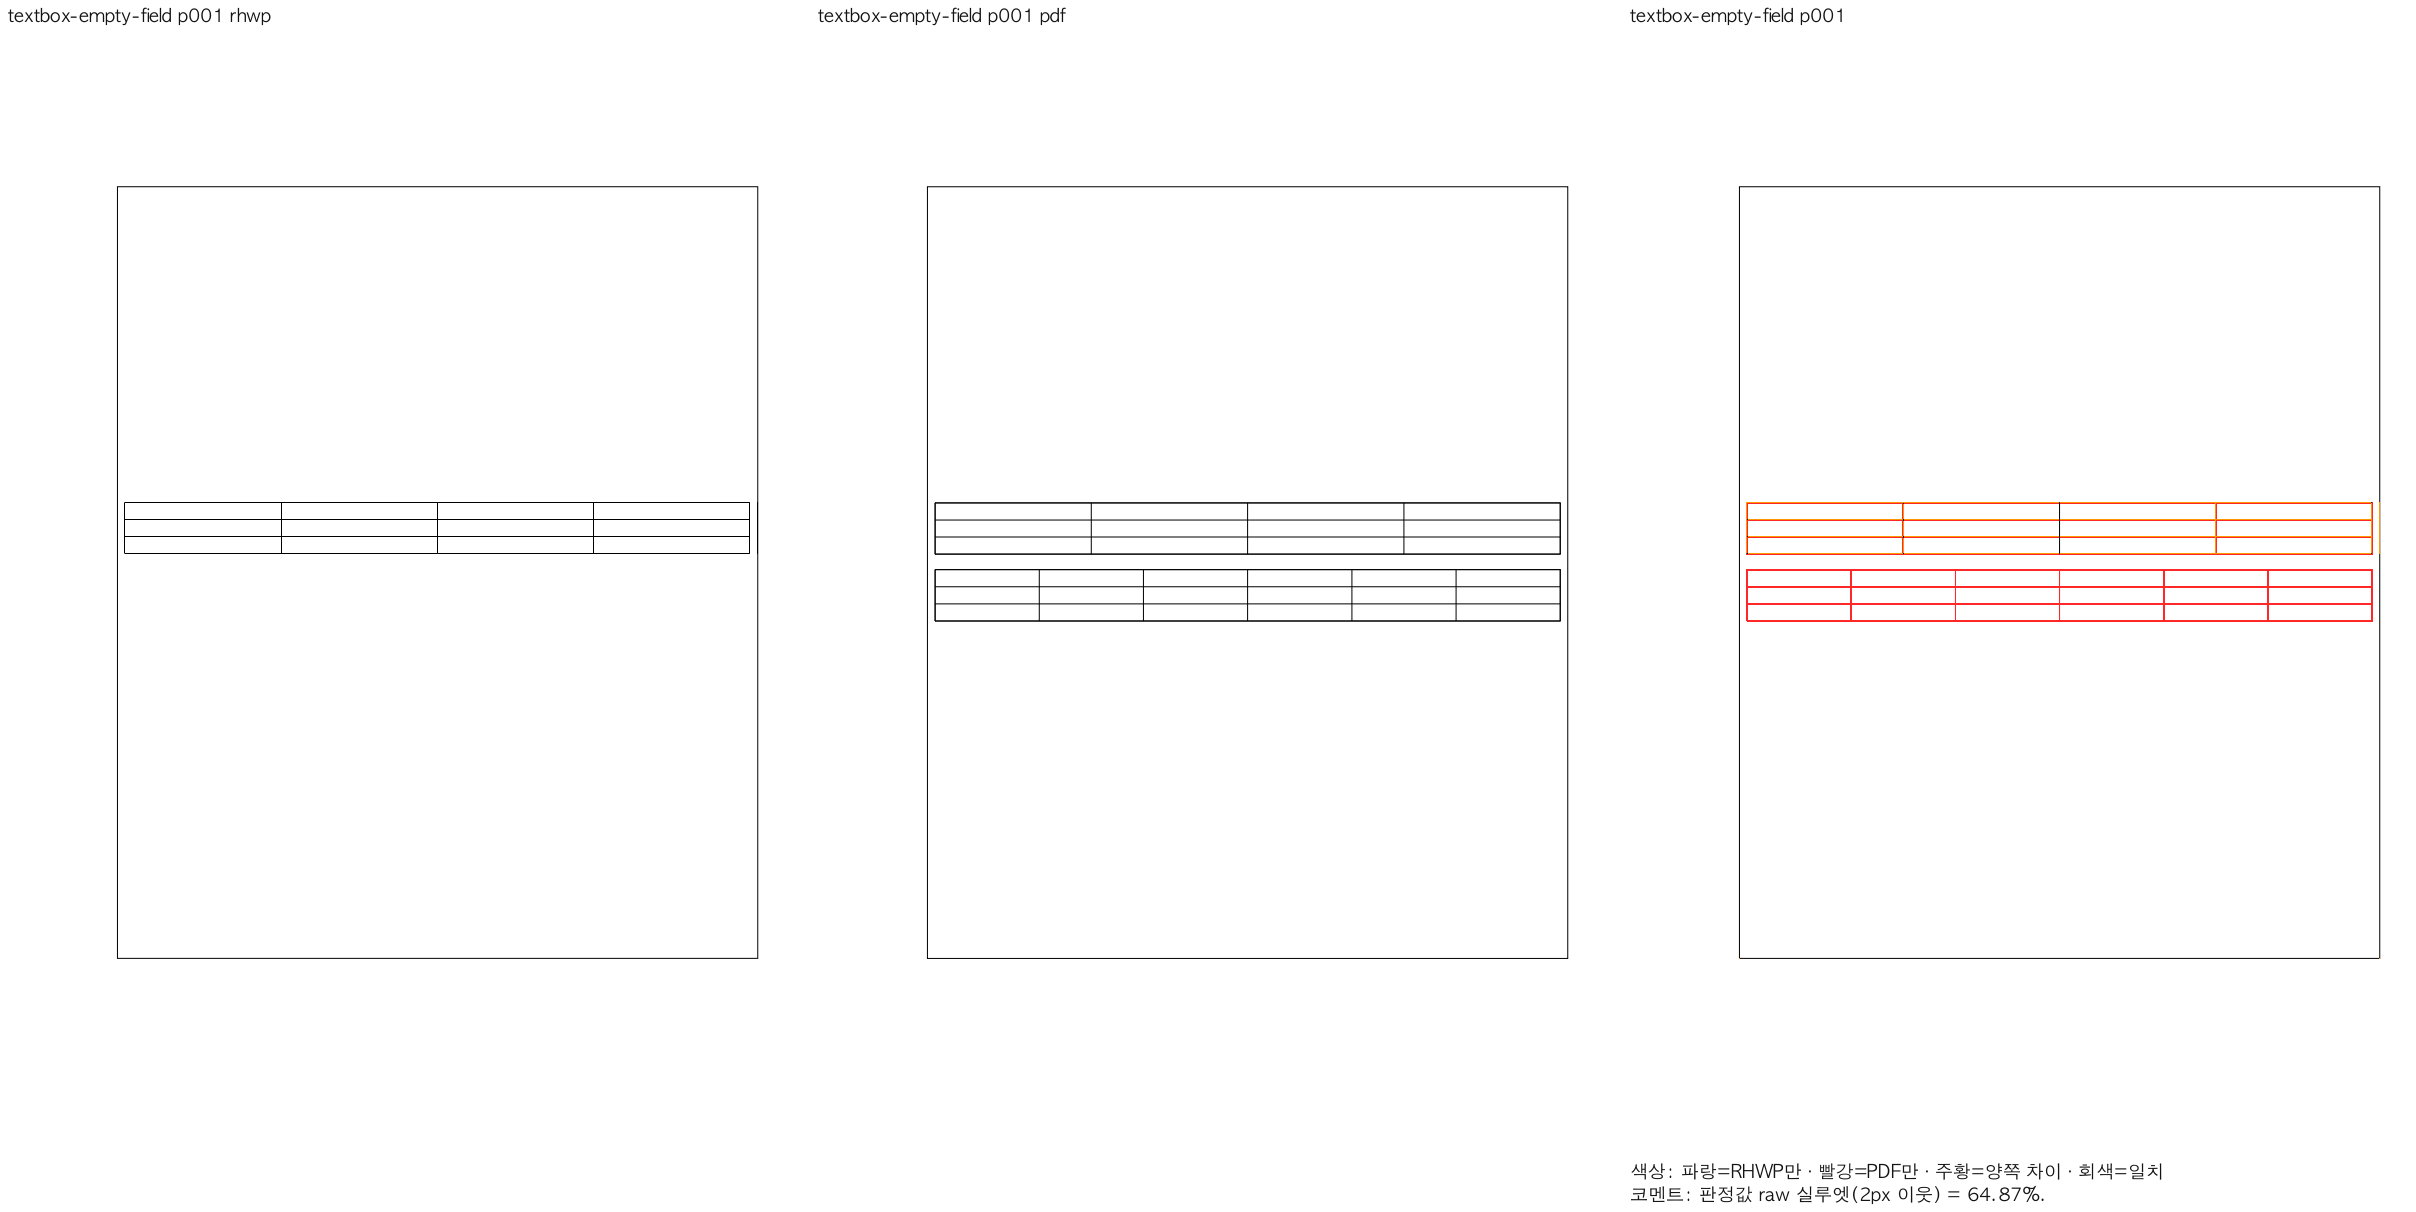 textbox-empty-field p001 rhwp
textbox-empty-field p001 pdf
textbox-empty-field p001
색상: 파랑=RHWP만 · 빨강=PDF만 · 주황=양쪽 차이 · 회색=일치
코멘트: 판정값 raw 실루엣(2px 이웃) = 64.87%.